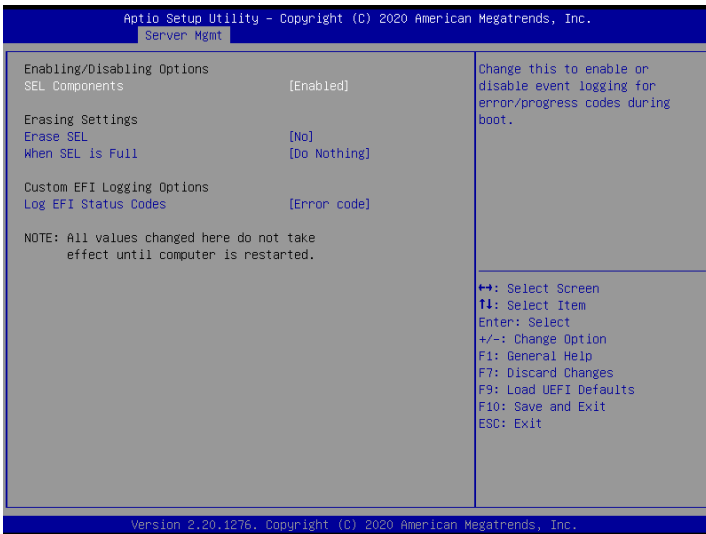 Aptio Setup Utility – Copyright (C) 2020 American Megatrends, Inc.
Server Mgmt
Enabling/Disabling Options
SEL Components [Enabled]
Erasing Settings
Erase SEL [No]
When SEL is Full [Do Nothing]
Custom EFI Logging Options
Log EFI Status Codes [Error code]
NOTE: All values changed here do not take
effect until computer is restarted.
Change this to enable or
disable event logging for
error/progress codes during
boot.
↔: Select Screen
↑↓: Select Item
Enter: Select
+/-: Change Option
F1: General Help
F7: Discard Changes
F9: Load UEFI Defaults
F10: Save and Exit
ESC: Exit
Version 2.20.1276. Copyright (C) 2020 American Megatrends, Inc.